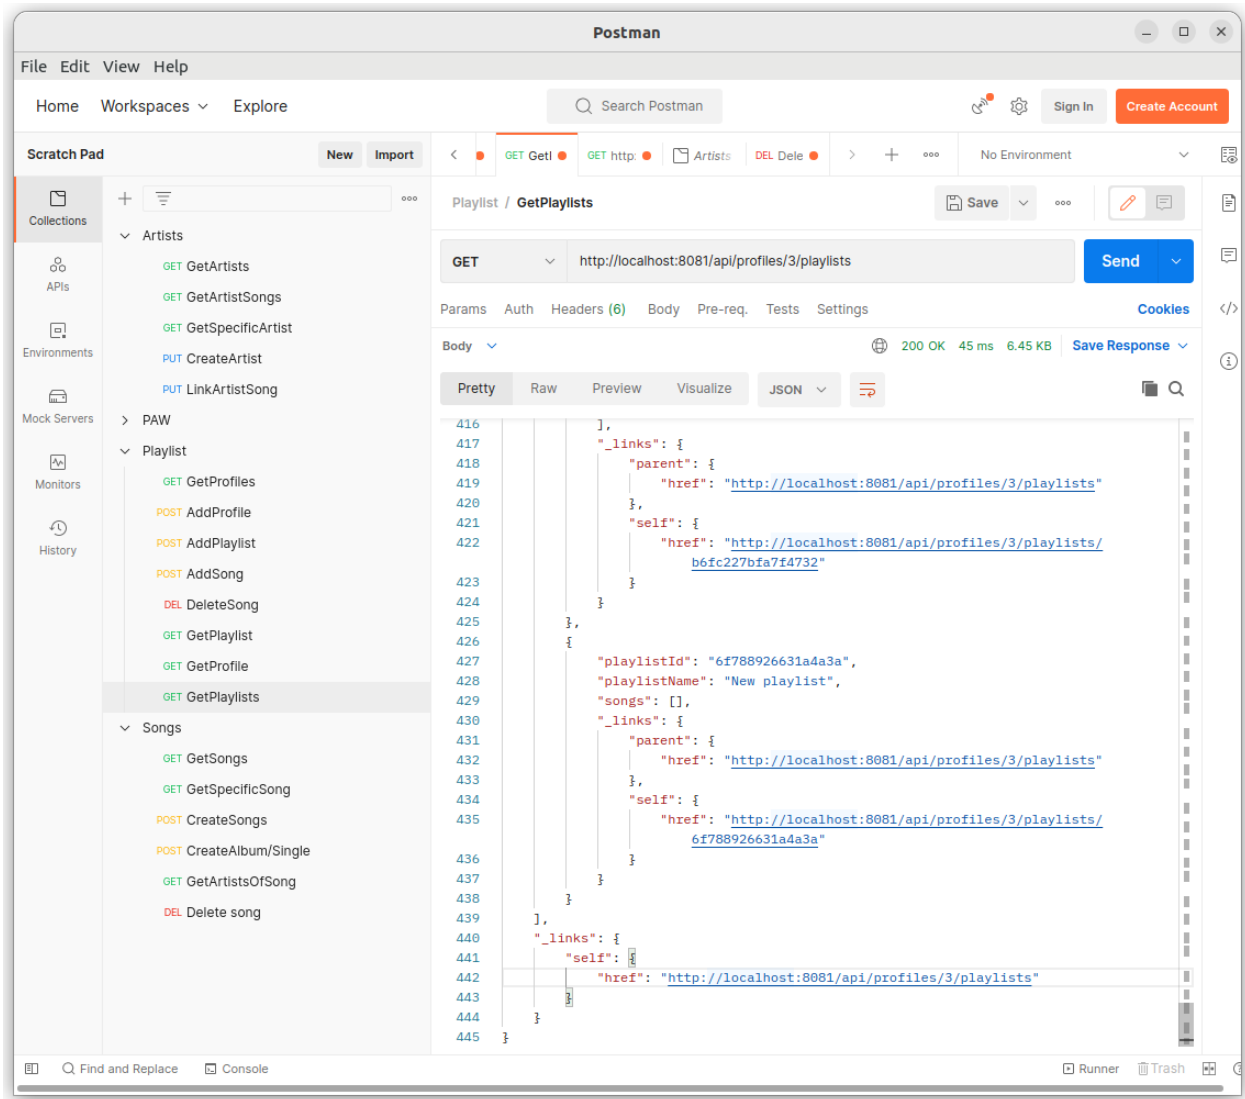 Postman
File Edit View Help
Home Workspaces Explore Search Postman Sign In Create Account
Scratch Pad New Import GET GetI GET http: Artists DEL Dele No Environment
Collections
APIs
Environments
Mock Servers
Monitors
History
Artists
GET GetArtists
GET GetArtistSongs
GET GetSpecificArtist
PUT CreateArtist
PUT LinkArtistSong
PAW
Playlist
GET GetProfiles
POST AddProfile
POST AddPlaylist
POST AddSong
DEL DeleteSong
GET GetPlaylist
GET GetProfile
GET GetPlaylists
Songs
GET GetSongs
GET GetSpecificSong
POST CreateSongs
POST CreateAlbum/Single
GET GetArtistsOfSong
DEL Delete song
Playlist / GetPlaylists Save
GET http://localhost:8081/api/profiles/3/playlists Send
Params Auth Headers (6) Body Pre-req. Tests Settings Cookies
Body 200 OK 45 ms 6.45 KB Save Response
Pretty Raw Preview Visualize JSON
416 ],
417 "_links": {
418 "parent": {
419 "href": "http://localhost:8081/api/profiles/3/playlists"
420 },
421 "self": {
422 "href": "http://localhost:8081/api/profiles/3/playlists/
b6fc227bfa7f4732"
423 }
424 }
425 },
426 {
427 "playlistId": "6f788926631a4a3a",
428 "playlistName": "New playlist",
429 "songs": [],
430 "_links": {
431 "parent": {
432 "href": "http://localhost:8081/api/profiles/3/playlists"
433 },
434 "self": {
435 "href": "http://localhost:8081/api/profiles/3/playlists/
6f788926631a4a3a"
436 }
437 }
438 }
439 ],
440 "_links": {
441 "self": {
442 "href": "http://localhost:8081/api/profiles/3/playlists"
443 }
444 }
445 }
Find and Replace Console Runner Trash